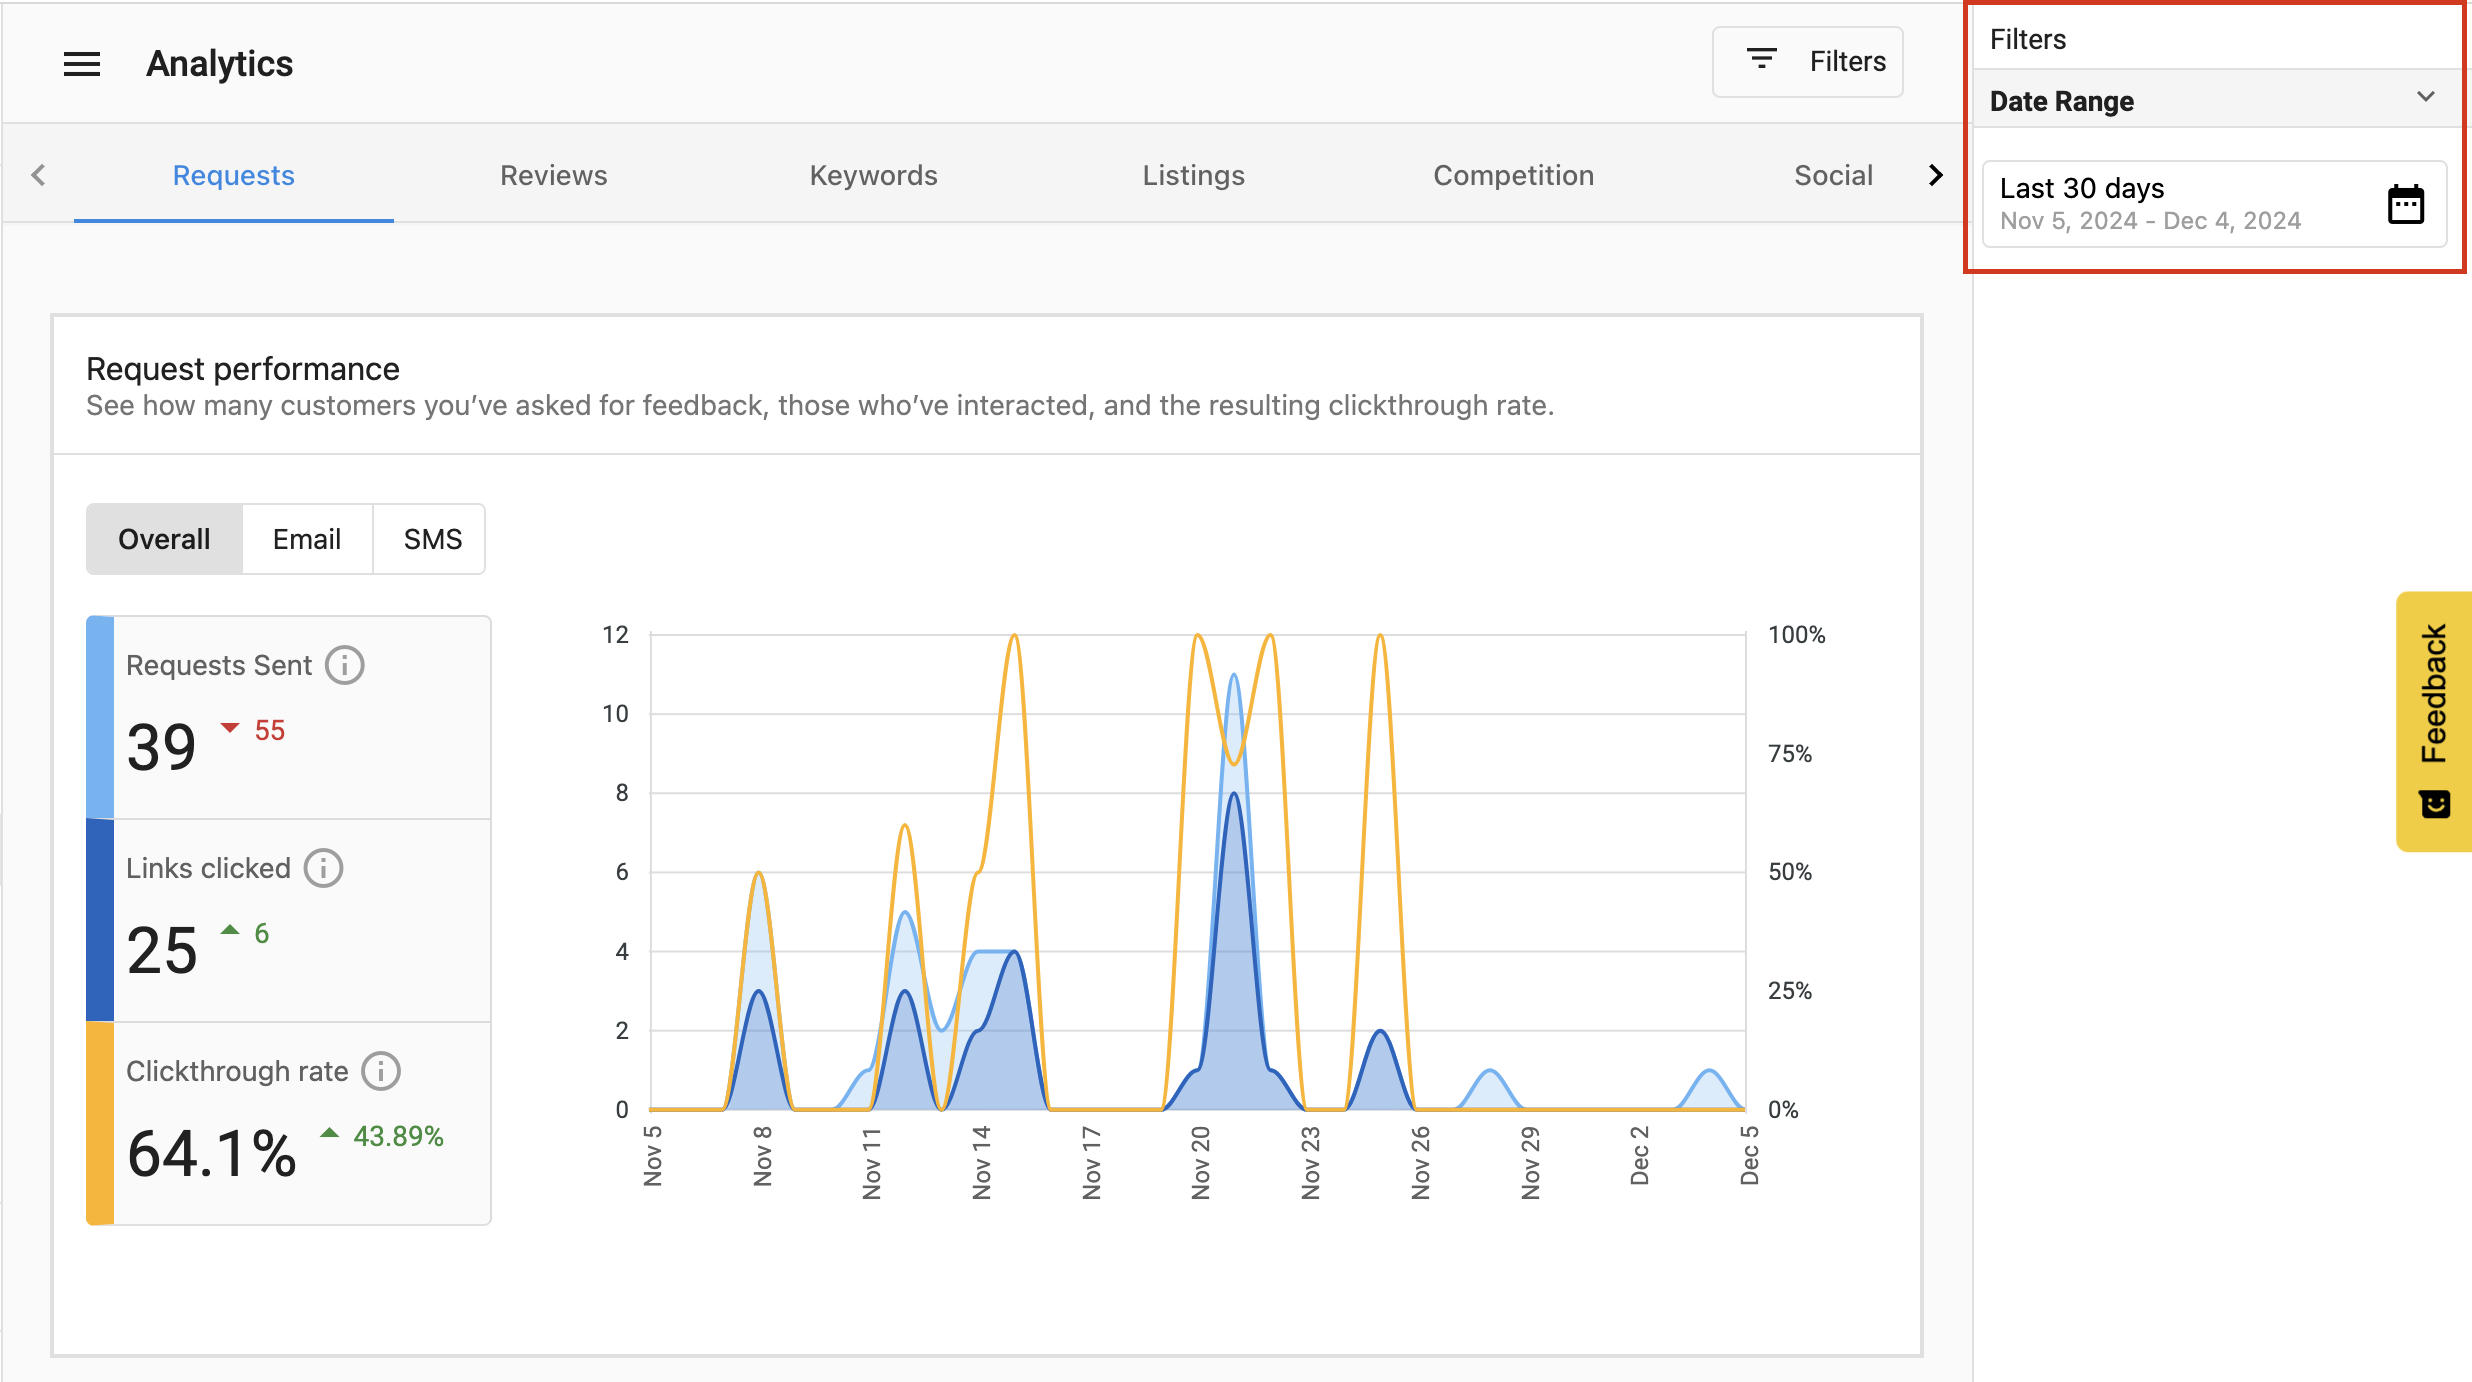 Analytics
Filters
Requests
Reviews
Keywords
Listings
Competition
Social
Filters
Date Range
Last 30 days
Nov 5, 2024 - Dec 4, 2024
Request performance
See how many customers you’ve asked for feedback, those who’ve interacted, and the resulting clickthrough rate.
Overall
Email
SMS
Requests Sent
39
55
Links clicked
25
6
Clickthrough rate
64.1%
43.89%
12
10
8
6
4
2
0
100%
75%
50%
25%
0%
Nov 5
Nov 8
Nov 11
Nov 14
Nov 17
Nov 20
Nov 23
Nov 26
Nov 29
Dec 2
Dec 5
Feedback